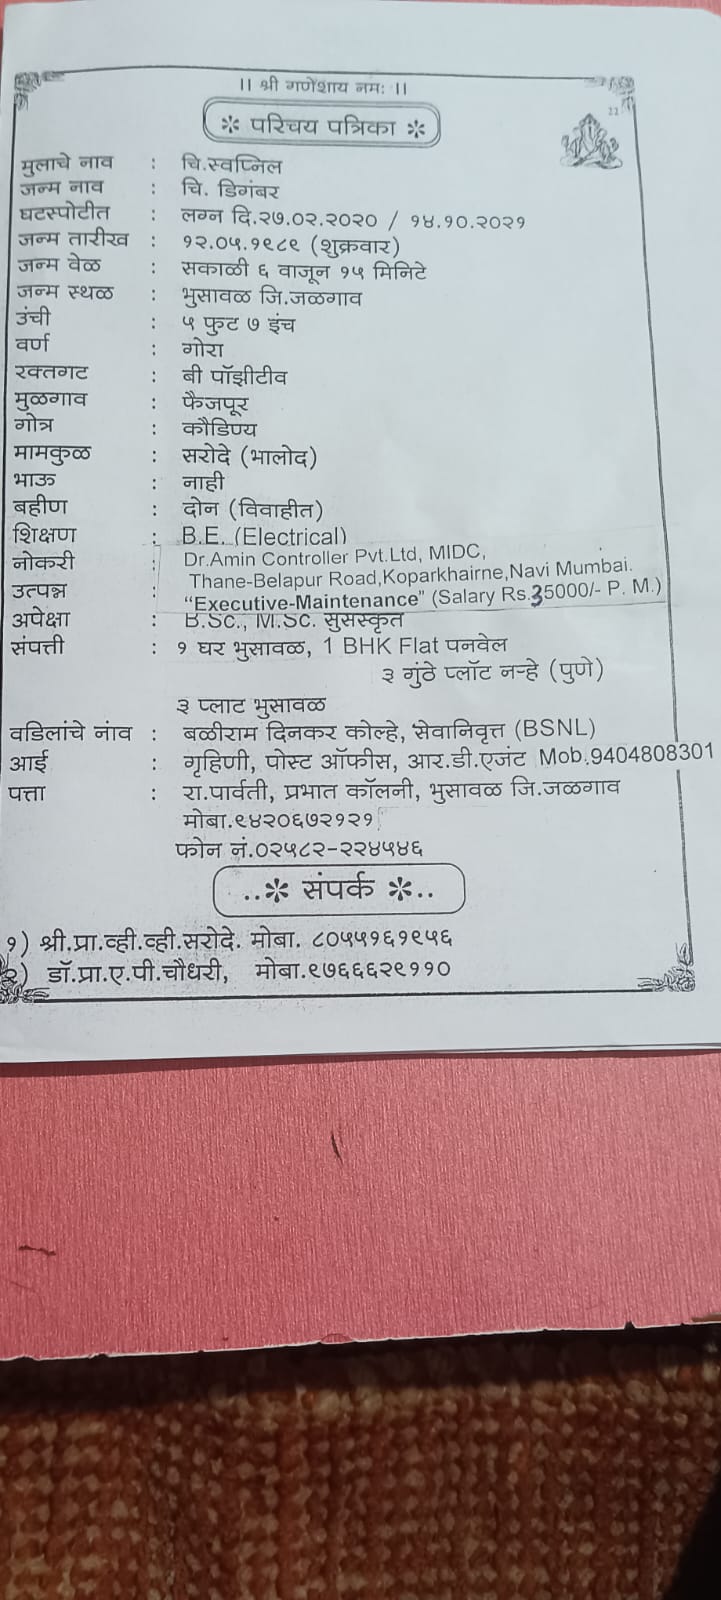 ।। श्री गणेशाय नमः ।।
22
* परिचय पत्रिका *
मुलाचे नाव : चि.स्वप्निल
जन्म नाव : चि. डिगंबर
घटस्पोटीत : लग्न दि.२७.०२.२०२० / १४.१०.२०२१
जन्म तारीख : १२.०५.१९८९ (शुक्रवार)
जन्म वेळ : सकाळी ६ वाजून १५ मिनिटे
जन्म स्थळ : भुसावळ जि.जळगाव
उंची : ५ फुट ७ इंच
वर्ण : गोरा
रक्तगट : बी पॉझीटीव
मुळगाव : फैजपूर
गोत्र : कौडिण्य
मामकुळ : सरोदे (भालोद)
भाऊ : नाही
बहीण : दोन (विवाहीत)
शिक्षण : B.E. (Electrical)
नोकरी : Dr.Amin Controller Pvt.Ltd, MIDC,
Thane-Belapur Road,Koparkhairne,Navi Mumbai.
उत्पन्न : "Executive-Maintenance" (Salary Rs.35000/- P. M.)
अपेक्षा : B.Sc., M.Sc. सुसस्कृत
संपत्ती : १ घर भुसावळ, 1 BHK Flat पनवेल
३ गुंठे प्लॉट नऱ्हे (पुणे)
३ प्लाट भुसावळ
वडिलांचे नांव : बळीराम दिनकर कोल्हे, सेवानिवृत्त (BSNL)
आई : गृहिणी, पोस्ट ऑफीस, आर.डी.एजंट Mob.9404808301
पत्ता : रा.पार्वती, प्रभात कॉलनी, भुसावळ जि.जळगाव
मोबा.९४२०६७२१२१
फोन नं.०२५८२-२२४५४६
..* संपर्क *..
१) श्री.प्रा.व्ही.व्ही.सरोदे. मोबा. ८०५५१६१९५६
२) डॉ.प्रा.ए.पी.चौधरी, मोबा.९७६६६२९११०